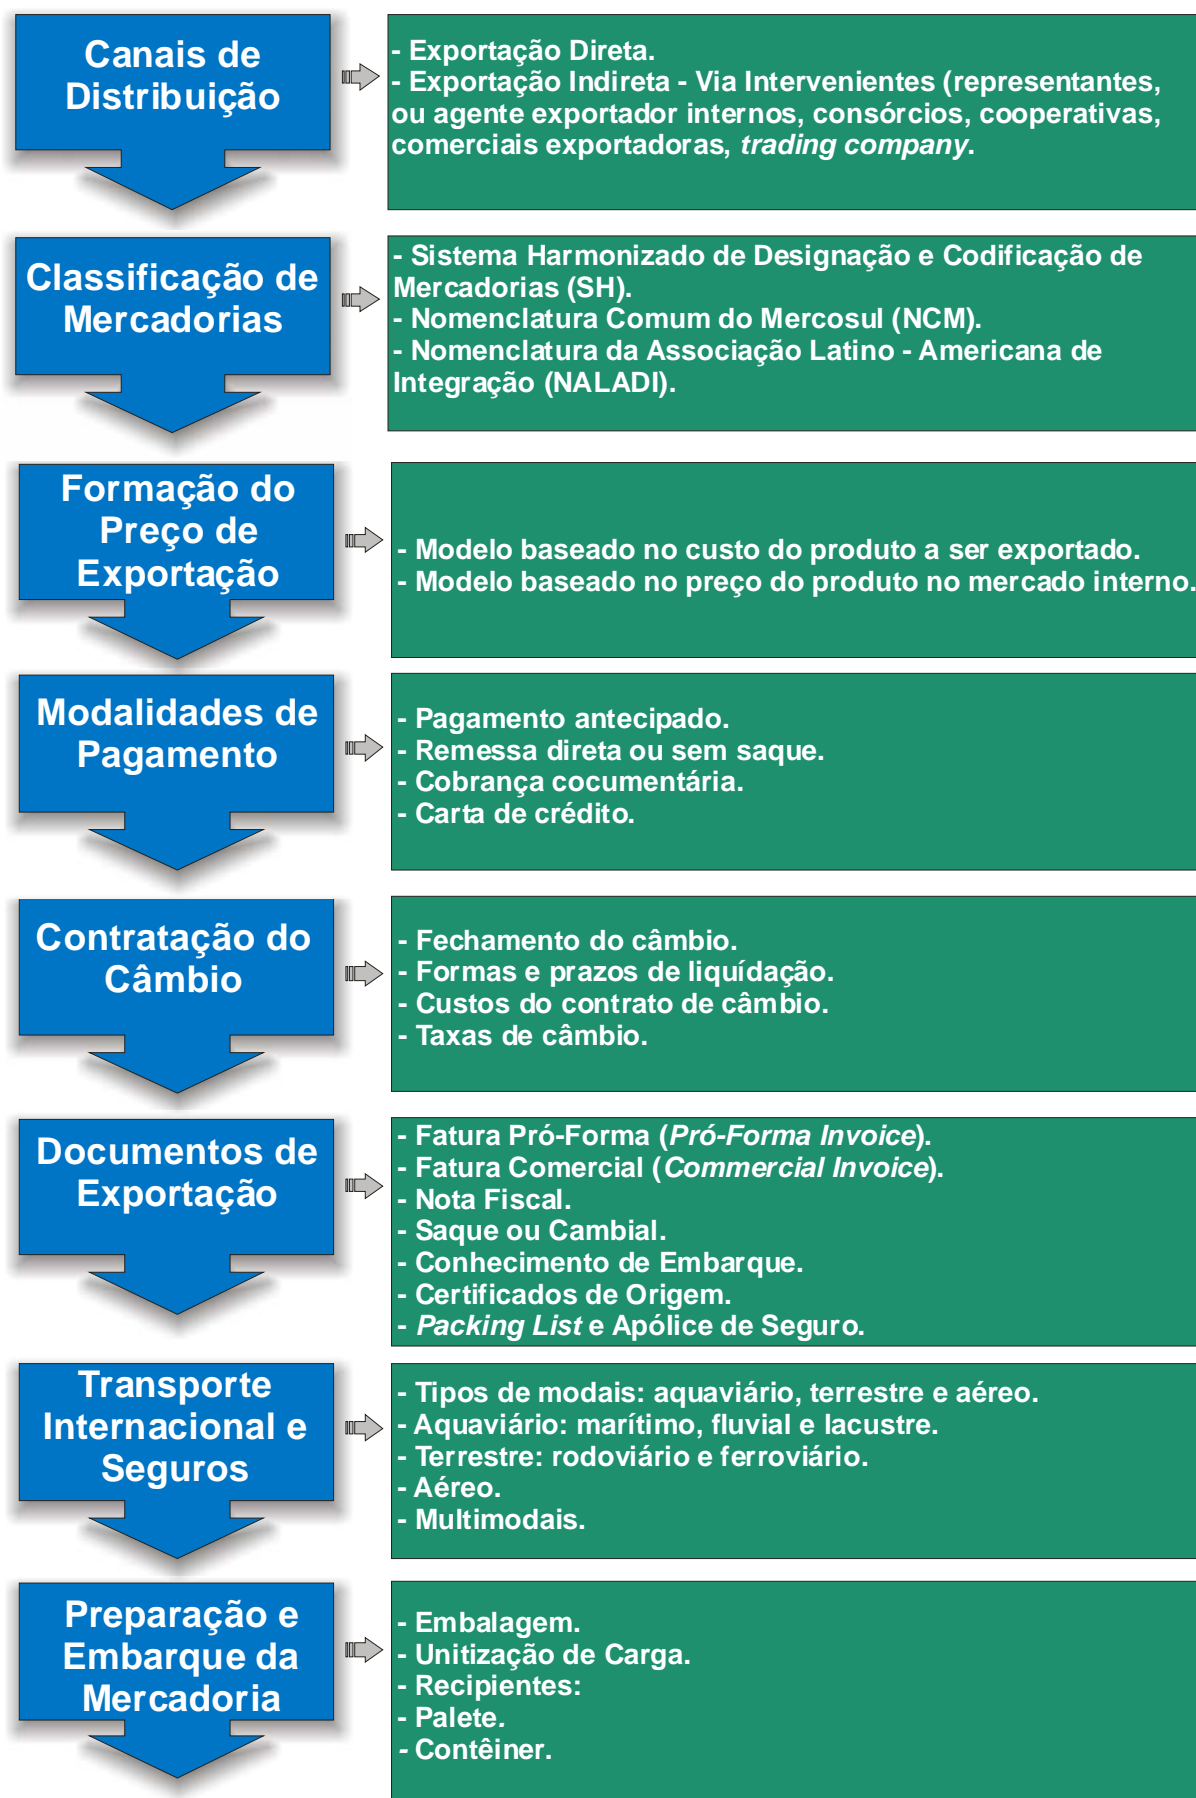 Canais de
Distribuição
- Exportação Direta.
- Exportação Indireta - Via Intervenientes (representantes,
ou agente exportador internos, consórcios, cooperativas,
comerciais exportadoras, trading company.
Classificação de
Mercadorias
- Sistema Harmonizado de Designação e Codificação de
Mercadorias (SH).
- Nomenclatura Comum do Mercosul (NCM).
- Nomenclatura da Associação Latino - Americana de
Integração (NALADI).
Formação do
Preço de
Exportação
- Modelo baseado no custo do produto a ser exportado.
- Modelo baseado no preço do produto no mercado interno.
Modalidades de
Pagamento
- Pagamento antecipado.
- Remessa direta ou sem saque.
- Cobrança cocumentária.
- Carta de crédito.
Contratação do
Câmbio
- Fechamento do câmbio.
- Formas e prazos de liquídação.
- Custos do contrato de câmbio.
- Taxas de câmbio.
Documentos de
Exportação
- Fatura Pró-Forma (Pró-Forma Invoice).
- Fatura Comercial (Commercial Invoice).
- Nota Fiscal.
- Saque ou Cambial.
- Conhecimento de Embarque.
- Certificados de Origem.
- Packing List e Apólice de Seguro.
Transporte
Internacional e
Seguros
- Tipos de modais: aquaviário, terrestre e aéreo.
- Aquaviário: marítimo, fluvial e lacustre.
- Terrestre: rodoviário e ferroviário.
- Aéreo.
- Multimodais.
Preparação e
Embarque da
Mercadoria
- Embalagem.
- Unitização de Carga.
- Recipientes:
- Palete.
- Contêiner.